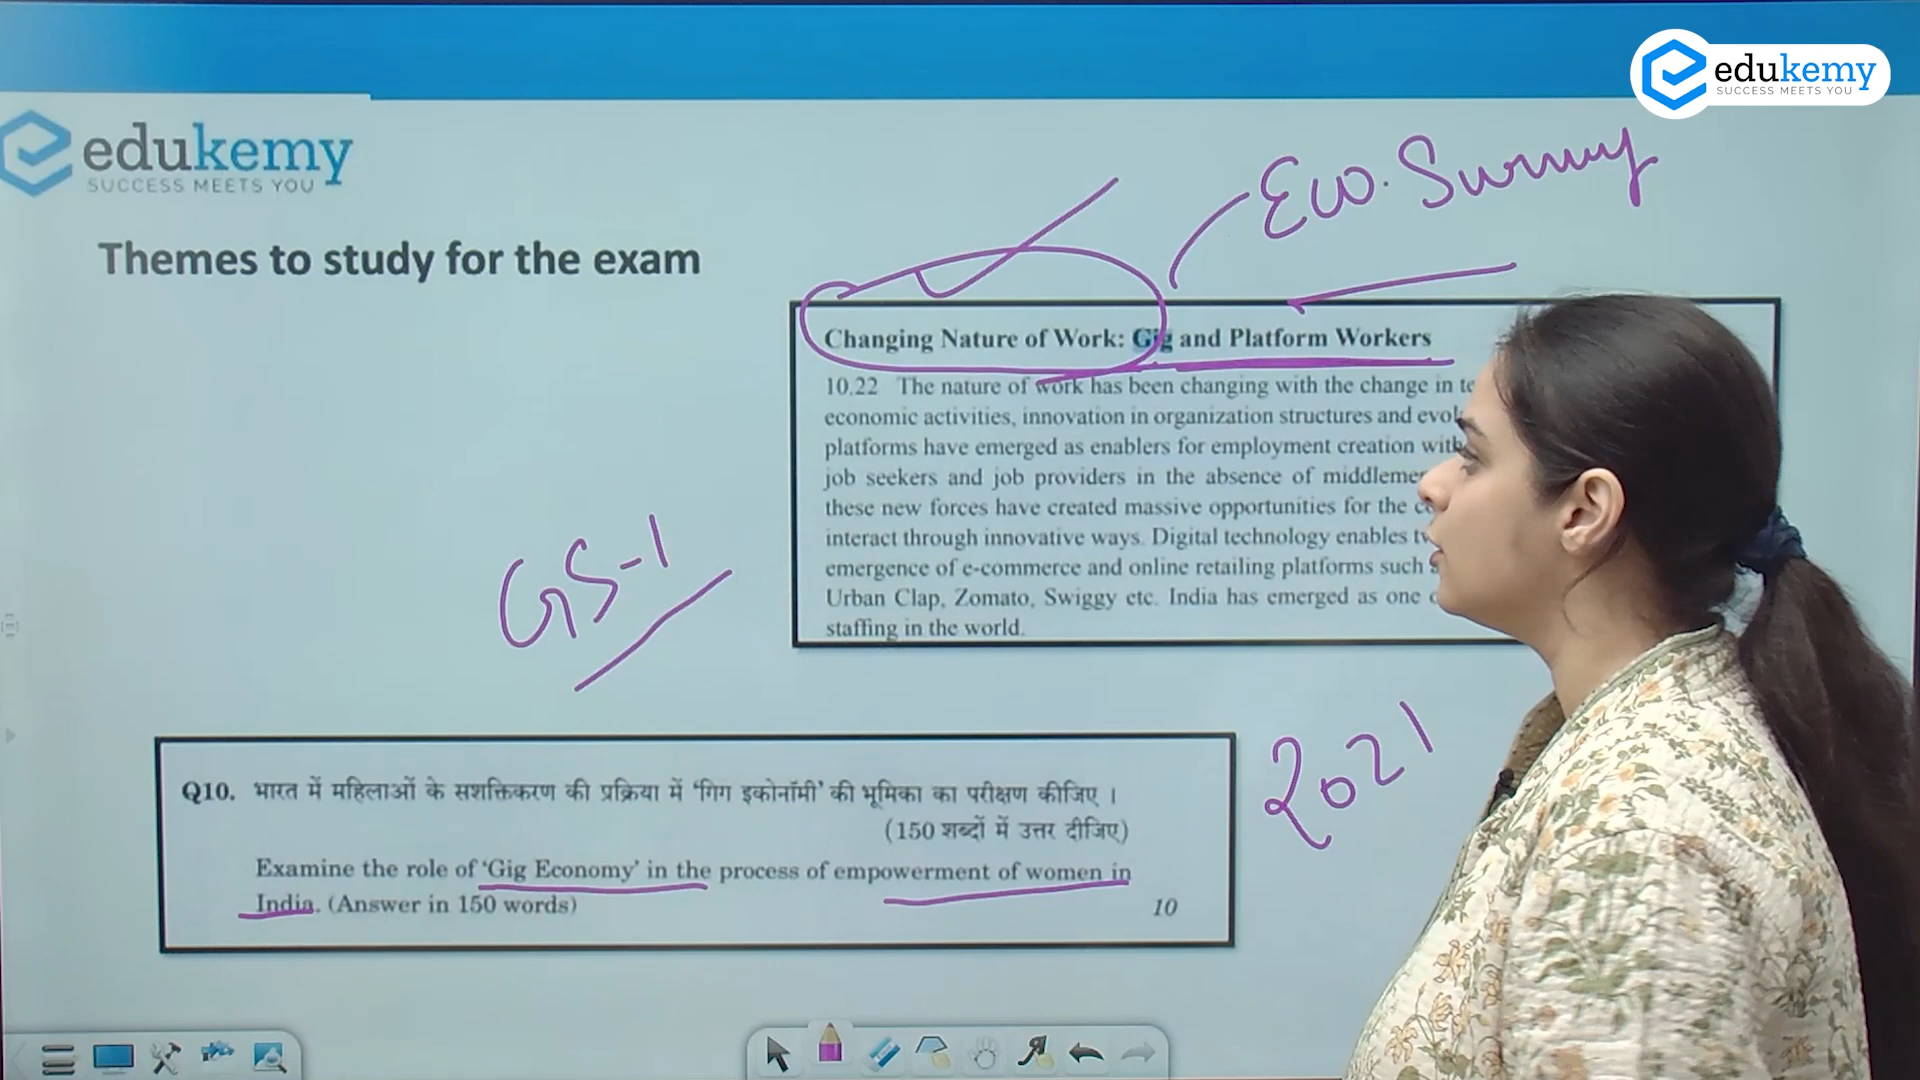 edukemy
SUCCESS MEETS YOU
edukemy
SUCCESS MEETS YOU
Eco. Survey
Themes to study for the exam
Changing Nature of Work: Gig and Platform Workers
10.22 The nature of work has been changing with the change in
economic activities, innovation in organization structures and
platforms have emerged as enablers for employment creation with
job seekers and job providers in the absence of
these new forces have created massive opportunities for the
interact through innovative ways. Digital technology enables
emergence of e-commerce and online retailing platforms such
Urban Clap, Zomato, Swiggy etc. India has emerged as one
staffing in the world.
GS-1
2021
Q10. भारत में महिलाओं के सशक्तिकरण की प्रक्रिया में ‘गिग इकोनॉमी’ की भूमिका का परीक्षण कीजिए ।
(150 शब्दों में उत्तर दीजिए)
Examine the role of ‘Gig Economy’ in the process of empowerment of women in
India. (Answer in 150 words) 10